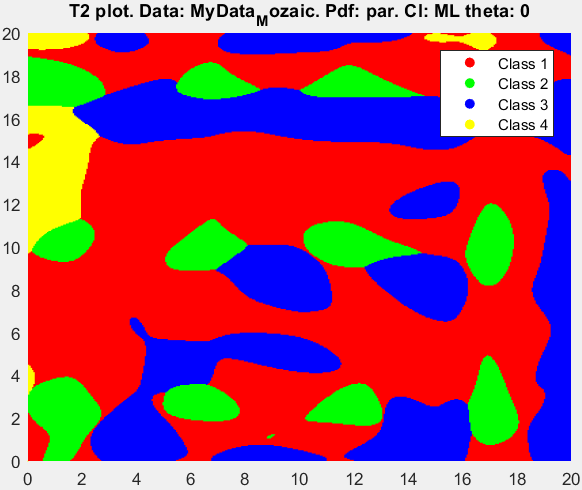 T2 plot. Data: MyData_Mozaic. Pdf: par. Cl: ML theta: 0
20
18
16
14
12
10
8
6
4
2
0
Class 1
Class 2
Class 3
Class 4
0 2 4 6 8 10 12 14 16 18 20